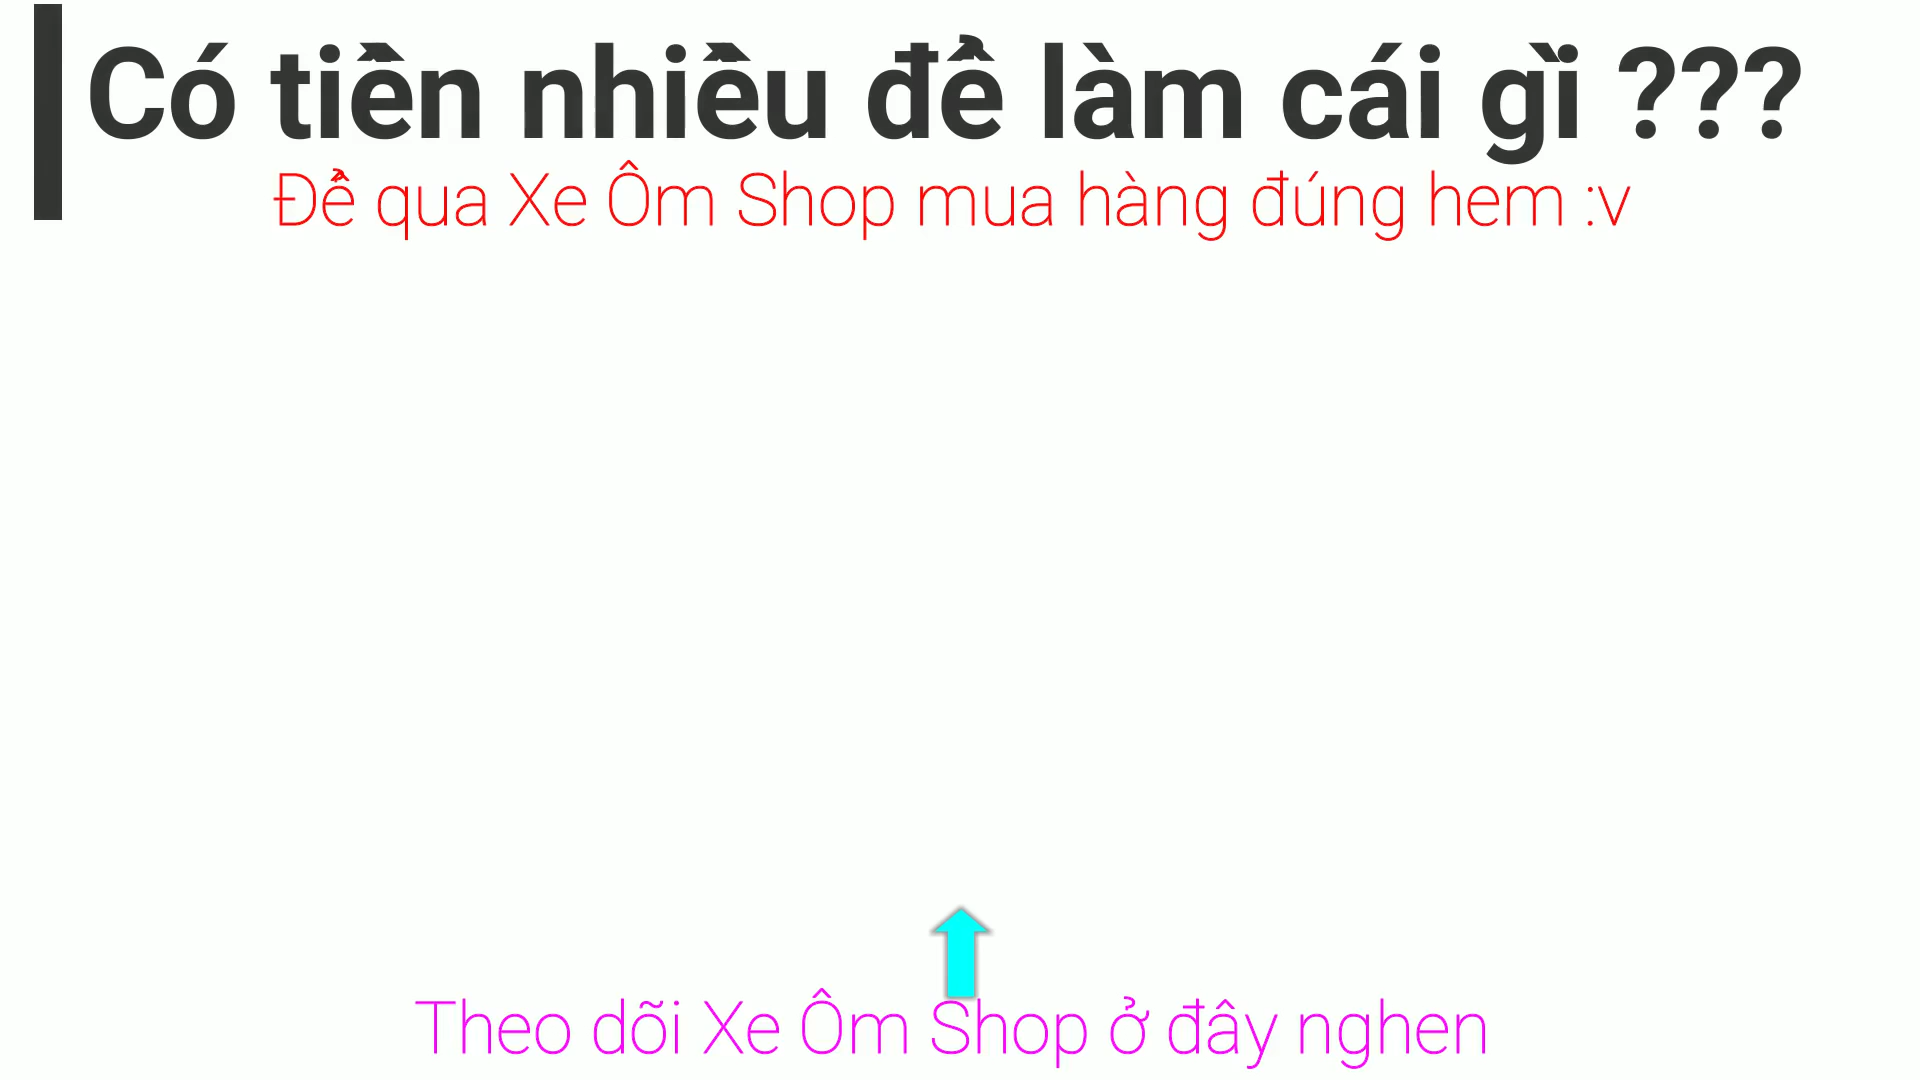 Có tiền nhiều để làm cái gì ???
Để qua Xe Ôm Shop mua hàng đúng hem :v
Theo dõi Xe Ôm Shop ở đây nghen